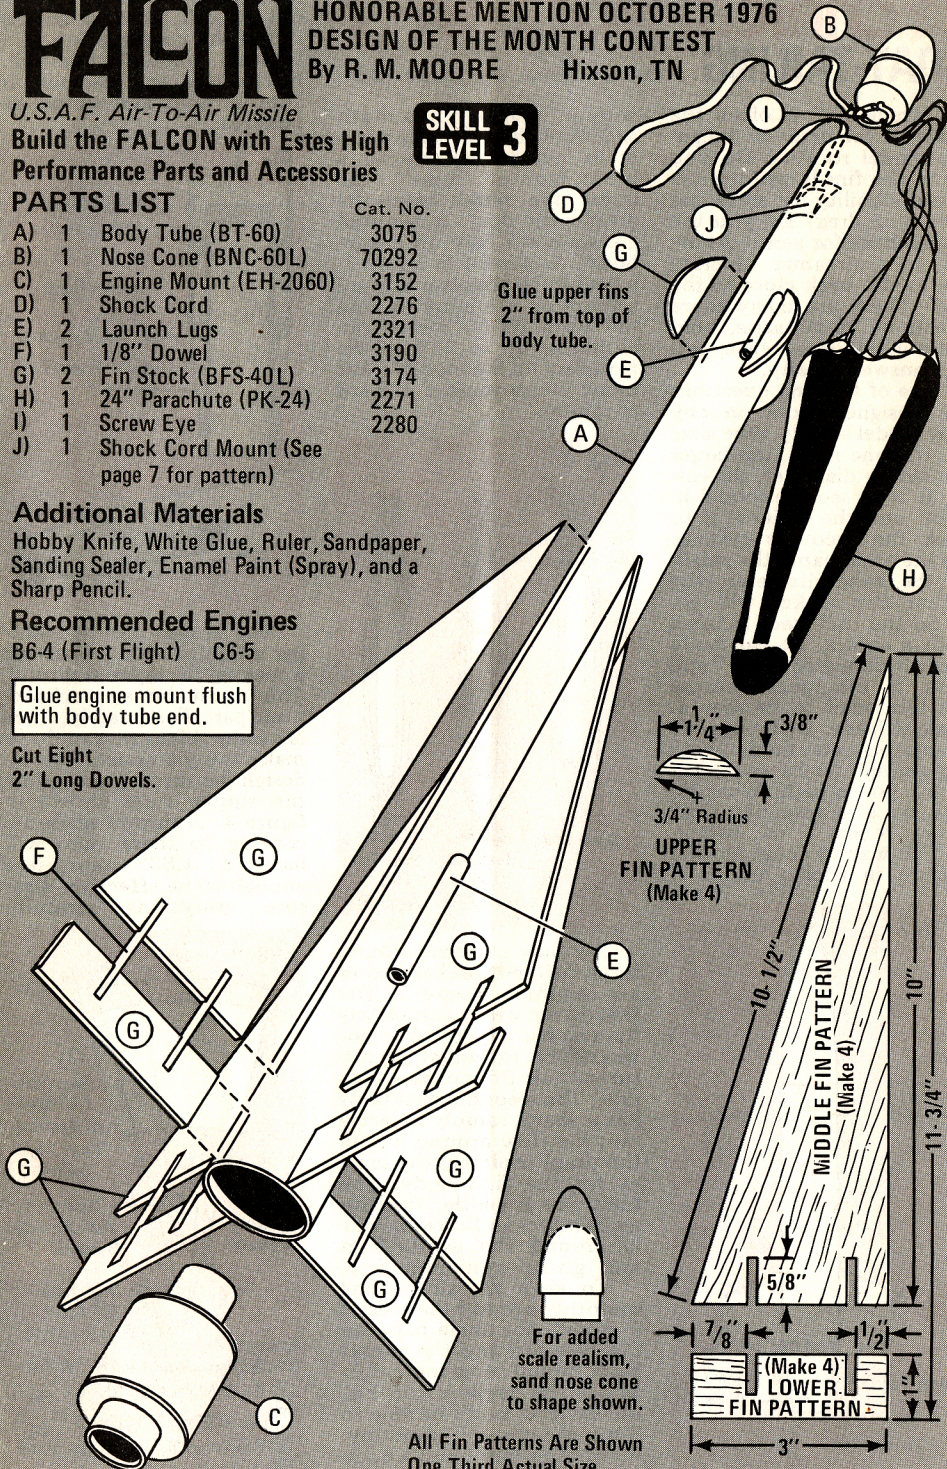 FALCON
HONORABLE MENTION OCTOBER 1976
DESIGN OF THE MONTH CONTEST
By R. M. MOORE Hixson, TN
U.S.A.F. Air-To-Air Missile
Build the FALCON with Estes High
Performance Parts and Accessories
SKILL
LEVEL 3
PARTS LIST
Cat. No.
A) 1 Body Tube (BT-60) 3075
B) 1 Nose Cone (BNC-60L) 70292
C) 1 Engine Mount (EH-2060) 3152
D) 1 Shock Cord 2276
E) 2 Launch Lugs - 2321
F) 1 1/8" Dowel 3190
G) 2 Fin Stock (BFS-40L) 3174
H) 1 24" Parachute (PK-24) 2271
I) 1 Screw Eye 2280
J) 1 Shock Cord Mount (See
page 7 for pattern)
Additional Materials
Hobby Knife, White Glue, Ruler, Sandpaper,
Sanding Sealer, Enamel Paint (Spray), and a
Sharp Pencil.
Recommended Engines
B6-4 (First Flight) C6-5
Glue engine mount flush
with body tube end.
Cut Eight
2" Long Dowels.
B
I
D
J
G
Glue upper fins
2" from top of
body tube.
E
A
H
1 1/4"
3/8"
3/4" Radius
UPPER
FIN PATTERN
(Make 4)
F
G
G
G
E
G
G
G
C
10-1/2"
MIDDLE FIN PATTERN
(Make 4)
10"
11-3/4"
5/8"
7/8"
1/2"
(Make 4)
LOWER
FIN PATTERN
1"
3"
For added
scale realism,
sand nose cone
to shape shown.
All Fin Patterns Are Shown
One Third Actual Size